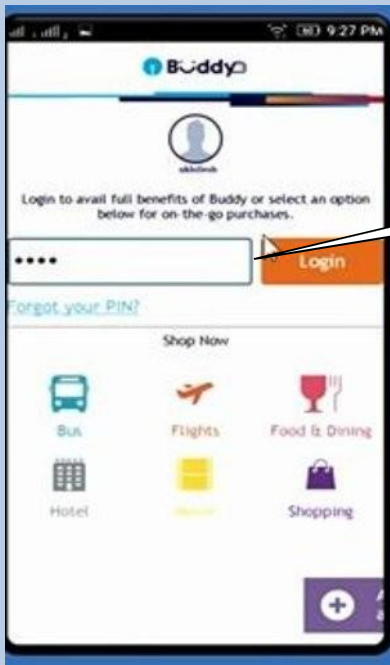 9:27 PM
Buddy
Login to avail full benefits of Buddy or select an option
below for on-the-go purchases.
••••
Login
Forgot your PIN?
Shop Now
Bus
Flights
Food & Dining
Hotel
Shopping